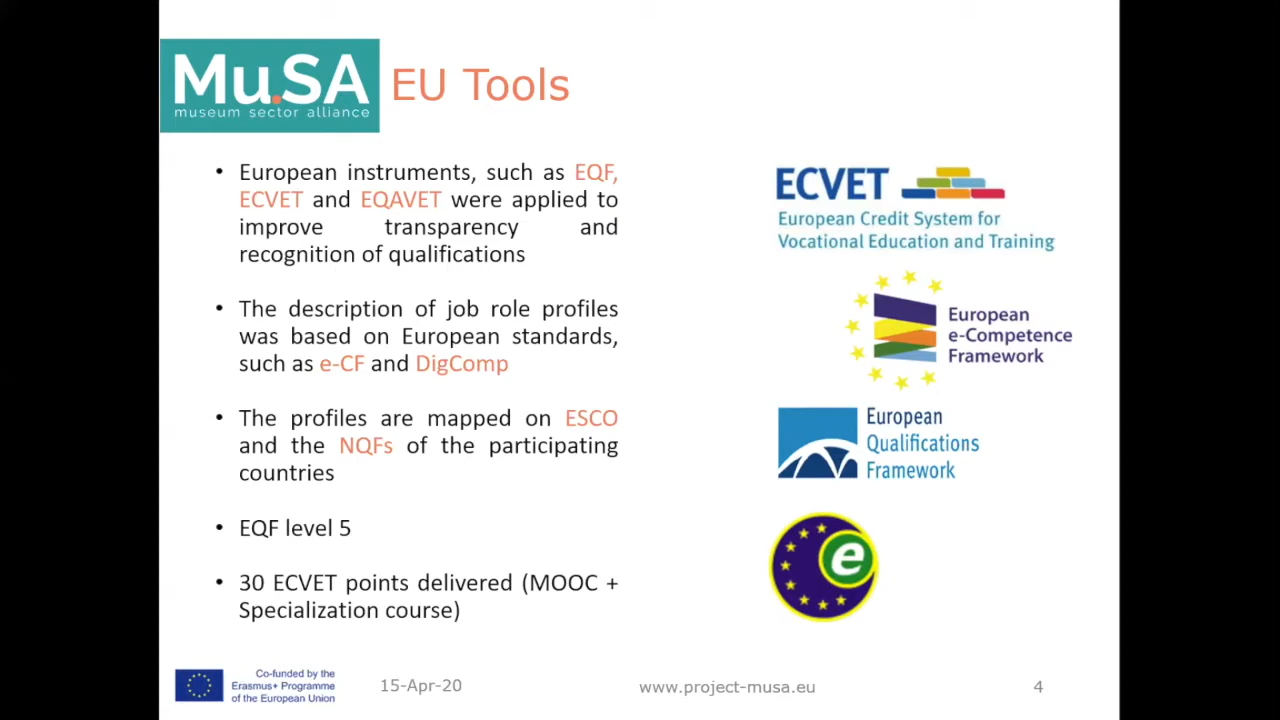 Mu.SA
museum sector alliance
EU Tools
• European instruments, such as EQF,
ECVET and EQAVET were applied to
improve transparency and
recognition of qualifications
• The description of job role profiles
was based on European standards,
such as e-CF and DigComp
• The profiles are mapped on ESCO
and the NQFs of the participating
countries
• EQF level 5
• 30 ECVET points delivered (MOOC +
Specialization course)
ECVET
European Credit System for
Vocational Education and Training
European
e-Competence
Framework
European
Qualifications
Framework
e
Co-funded by the
Erasmus+ Programme
of the European Union
15-Apr-20
www.project-musa.eu
4